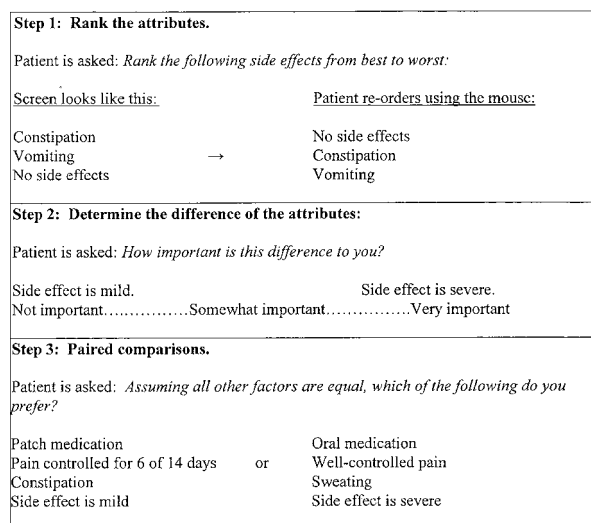 Step 1: Rank the attributes.
Patient is asked: Rank the following side effects from best to worst:
Screen looks like this: Patient re-orders using the mouse:
Constipation No side effects
Vomiting → Constipation
No side effects Vomiting
Step 2: Determine the difference of the attributes:
Patient is asked: How important is this difference to you?
Side effect is mild. Side effect is severe.
Not important……………Somewhat important……………Very important
Step 3: Paired comparisons.
Patient is asked: Assuming all other factors are equal, which of the following do you
prefer?
Patch medication Oral medication
Pain controlled for 6 of 14 days or Well-controlled pain
Constipation Sweating
Side effect is mild Side effect is severe